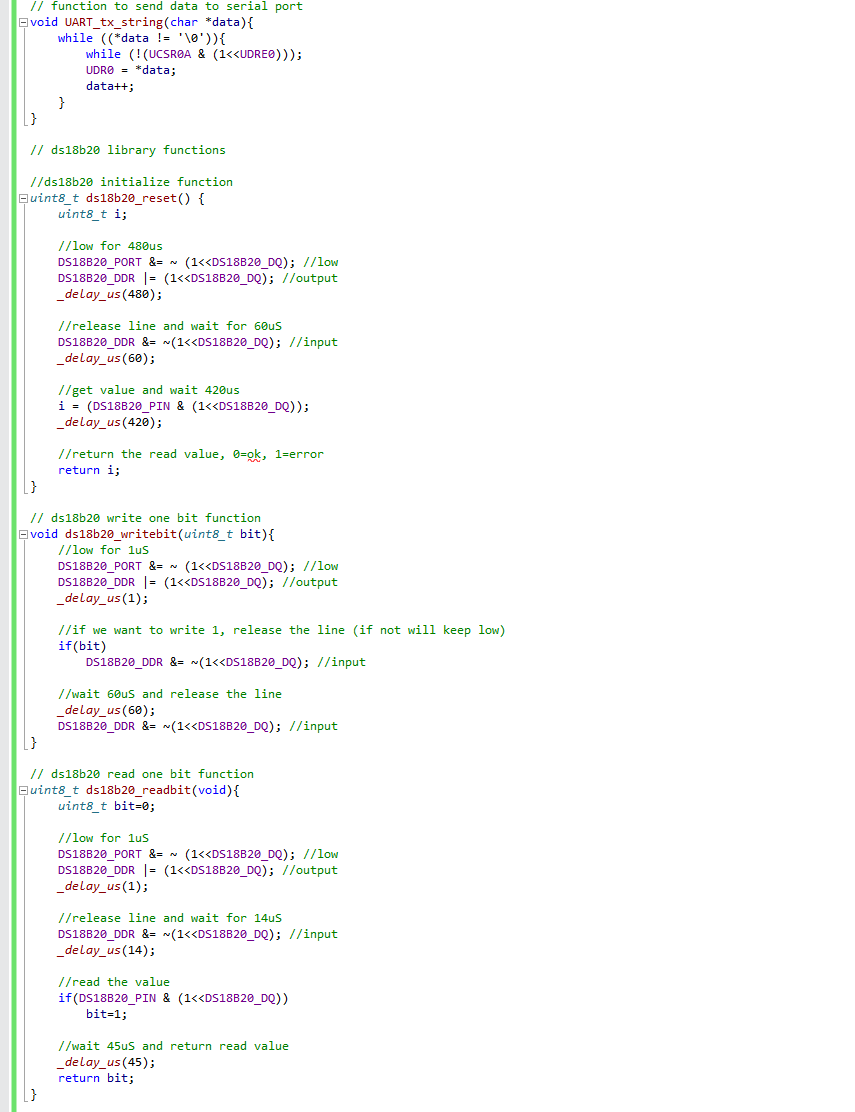 // function to send data to serial port
void UART_tx_string(char *data){
    while ((*data != '\0')){
        while (!(UCSR0A & (1<<UDRE0)));
        UDR0 = *data;
        data++;
    }
}

// ds18b20 library functions

//ds18b20 initialize function
uint8_t ds18b20_reset() {
    uint8_t i;

    //low for 480us
    DS18B20_PORT &= ~ (1<<DS18B20_DQ); //low
    DS18B20_DDR |= (1<<DS18B20_DQ); //output
    _delay_us(480);

    //release line and wait for 60uS
    DS18B20_DDR &= ~(1<<DS18B20_DQ); //input
    _delay_us(60);

    //get value and wait 420us
    i = (DS18B20_PIN & (1<<DS18B20_DQ));
    _delay_us(420);

    //return the read value, 0=ok, 1=error
    return i;
}

// ds18b20 write one bit function
void ds18b20_writebit(uint8_t bit){
    //low for 1uS
    DS18B20_PORT &= ~ (1<<DS18B20_DQ); //low
    DS18B20_DDR |= (1<<DS18B20_DQ); //output
    _delay_us(1);

    //if we want to write 1, release the line (if not will keep low)
    if(bit)
        DS18B20_DDR &= ~(1<<DS18B20_DQ); //input

    //wait 60uS and release the line
    _delay_us(60);
    DS18B20_DDR &= ~(1<<DS18B20_DQ); //input
}

// ds18b20 read one bit function
uint8_t ds18b20_readbit(void){
    uint8_t bit=0;

    //low for 1uS
    DS18B20_PORT &= ~ (1<<DS18B20_DQ); //low
    DS18B20_DDR |= (1<<DS18B20_DQ); //output
    _delay_us(1);

    //release line and wait for 14uS
    DS18B20_DDR &= ~(1<<DS18B20_DQ); //input
    _delay_us(14);

    //read the value
    if(DS18B20_PIN & (1<<DS18B20_DQ))
        bit=1;

    //wait 45uS and return read value
    _delay_us(45);
    return bit;
}